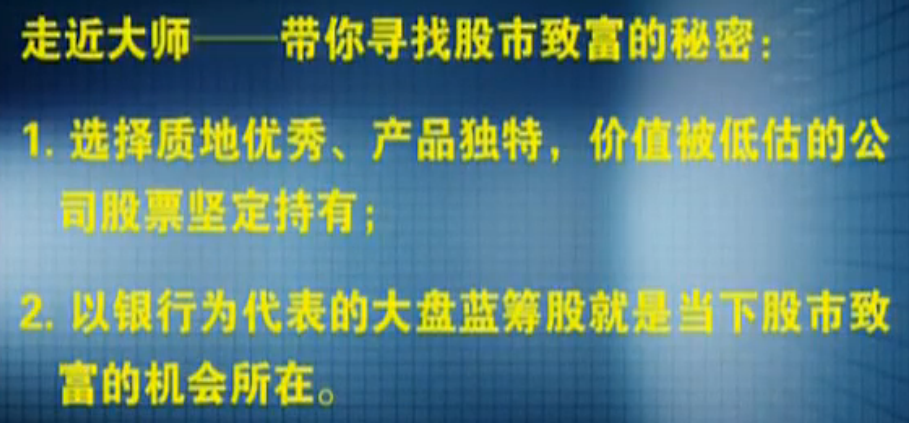 走近大师——带你寻找股市致富的秘密：
1. 选择质地优秀、产品独特，价值被低估的公
司股票坚定持有；
2. 以银行为代表的大盘蓝筹股就是当下股市致
富的机会所在。